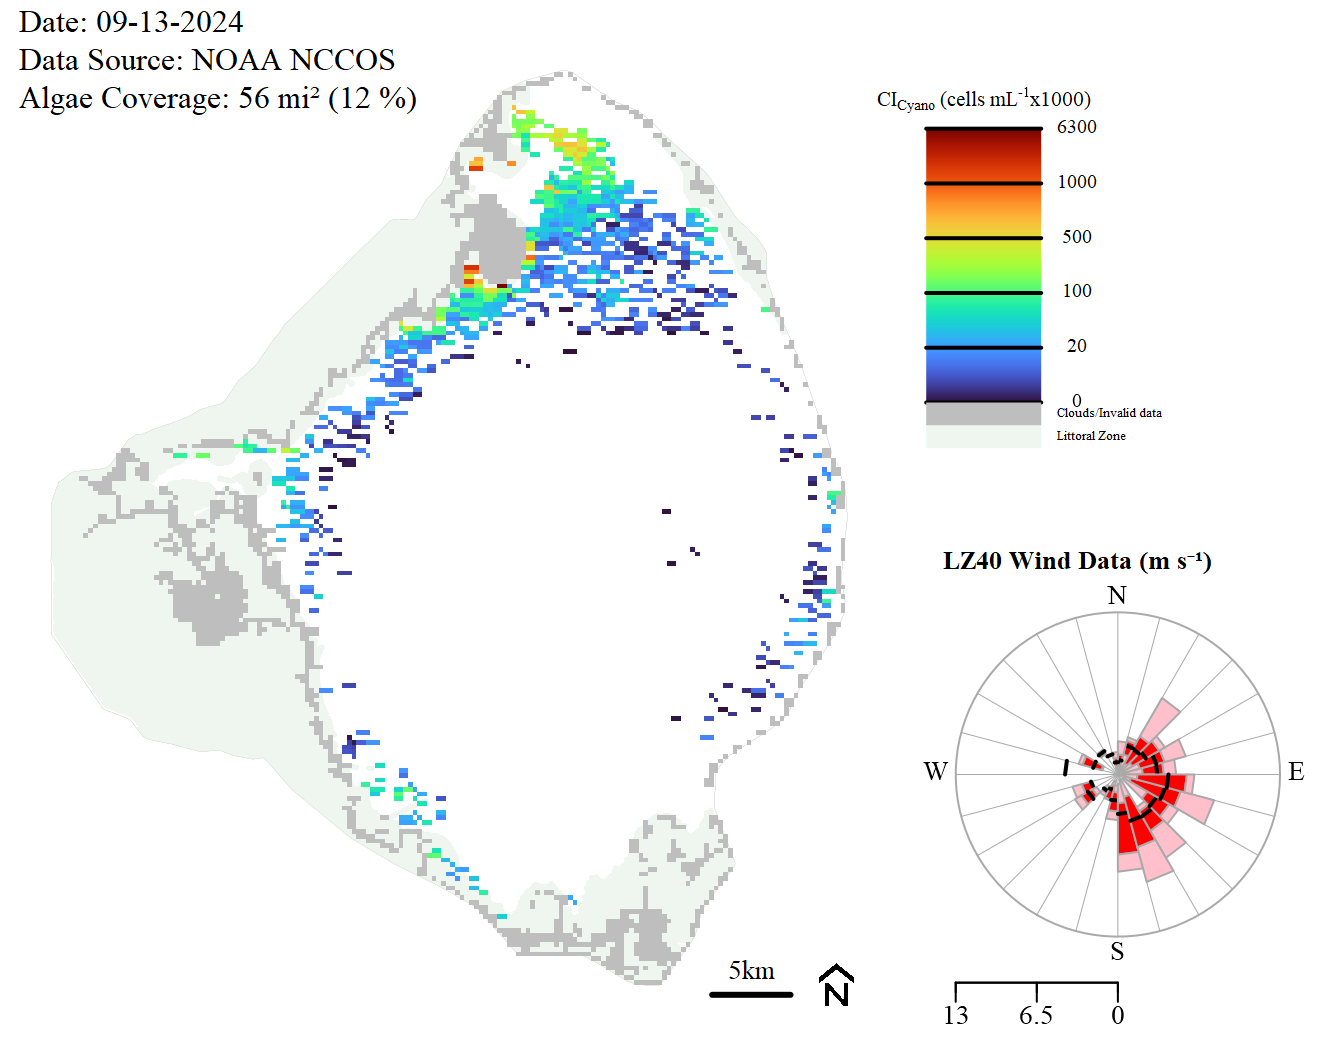 Date: 09-13-2024
Data Source: NOAA NCCOS
Algae Coverage: 56 mi² (12 %)
CICyano (cells mL-1x1000)
6300
1000
500
100
20
0
Clouds/Invalid data
Littoral Zone
LZ40 Wind Data (m s⁻¹)
N
W
E
S
5km
N
13 6.5 0